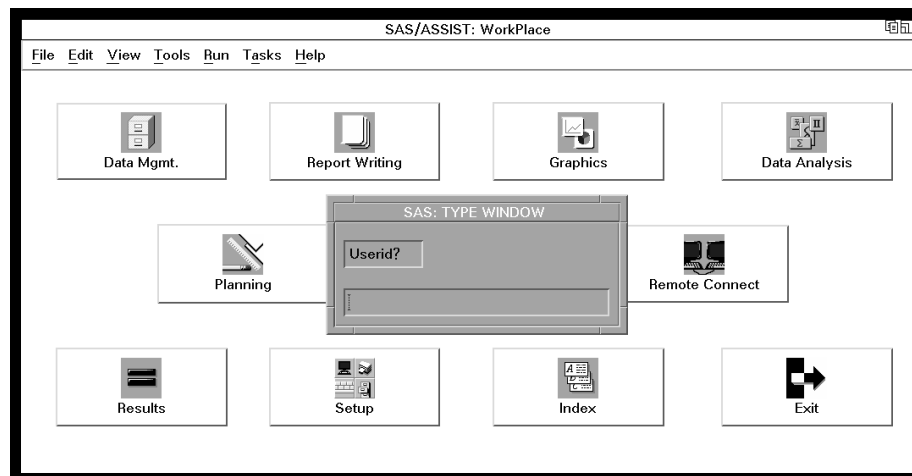 SAS/ASSIST: WorkPlace
File Edit View Tools Run Tasks Help
Data Mgmt. Report Writing Graphics Data Analysis
SAS: TYPE WINDOW
Userid?
Planning Remote Connect
Results Setup Index Exit